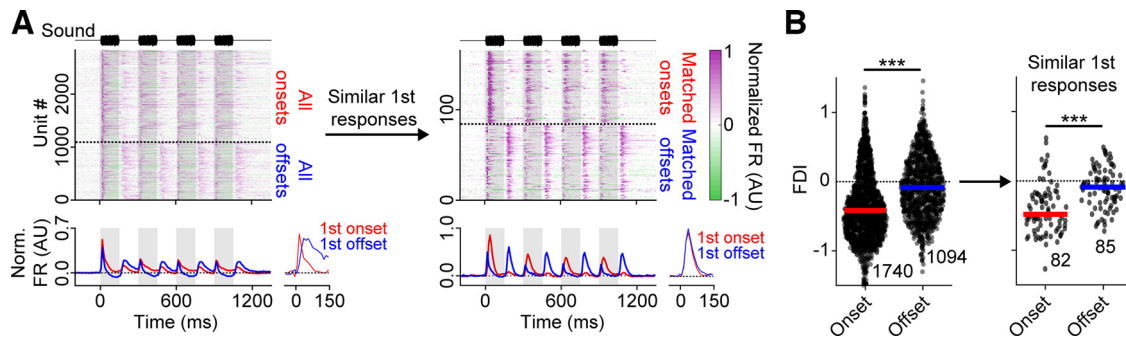 A
Sound
Unit #
2000
1000
0
All onsets
All offsets
Similar 1st
responses
100
0
Matched onsets
Matched offsets
1
0
-1
Normalized FR (AU)
Norm.
FR (AU)
0.7
0.0
1st onset
1st offset
0 600 1200
Time (ms)
0 150
1.0
0.0
1st onset
1st offset
0 600 1200
Time (ms)
0 150
B
FDI
1
0
-1
***
1740
1094
Onset
Offset
Similar 1st
responses
***
82
85
Onset
Offset